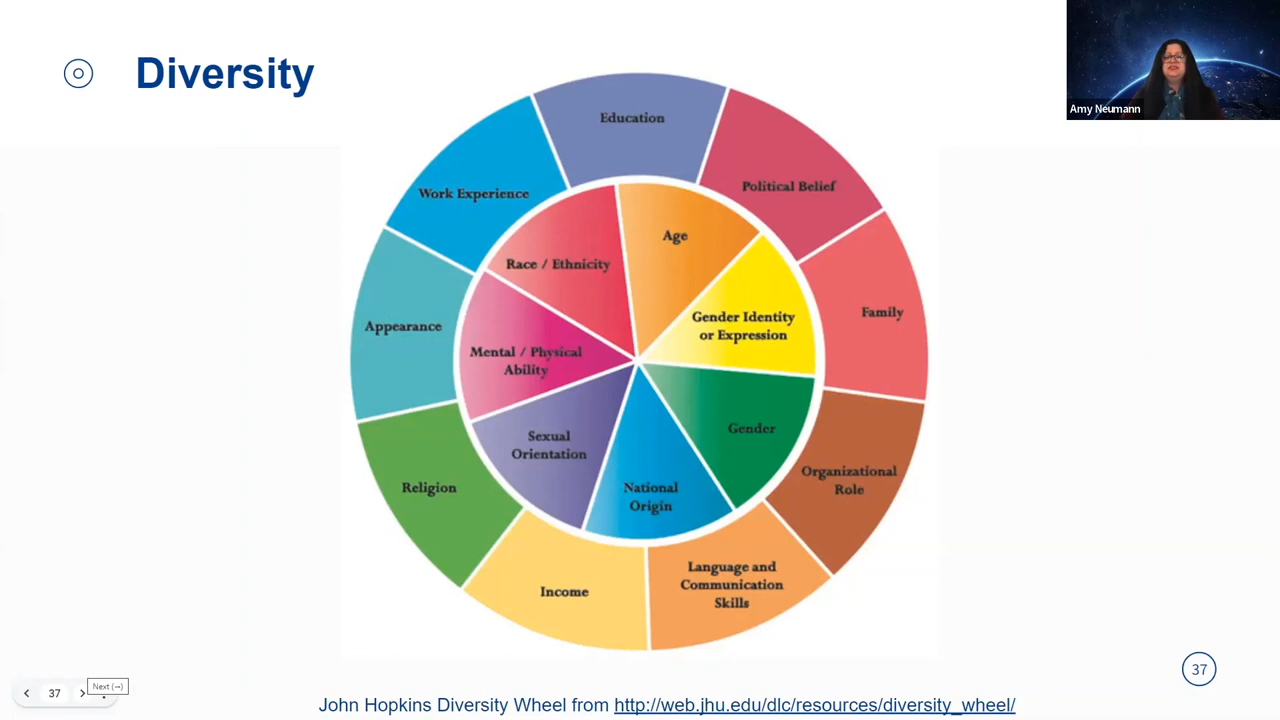 Diversity
Amy Neumann
Education
Political Belief
Work Experience
Age
Race / Ethnicity
Gender Identity
or Expression
Family
Appearance
Mental / Physical
Ability
Gender
Sexual
Orientation
Organizational
Role
Religion
National
Origin
Language and
Communication
Skills
Income
37
37
Next (→)
John Hopkins Diversity Wheel from http://web.jhu.edu/dlc/resources/diversity_wheel/